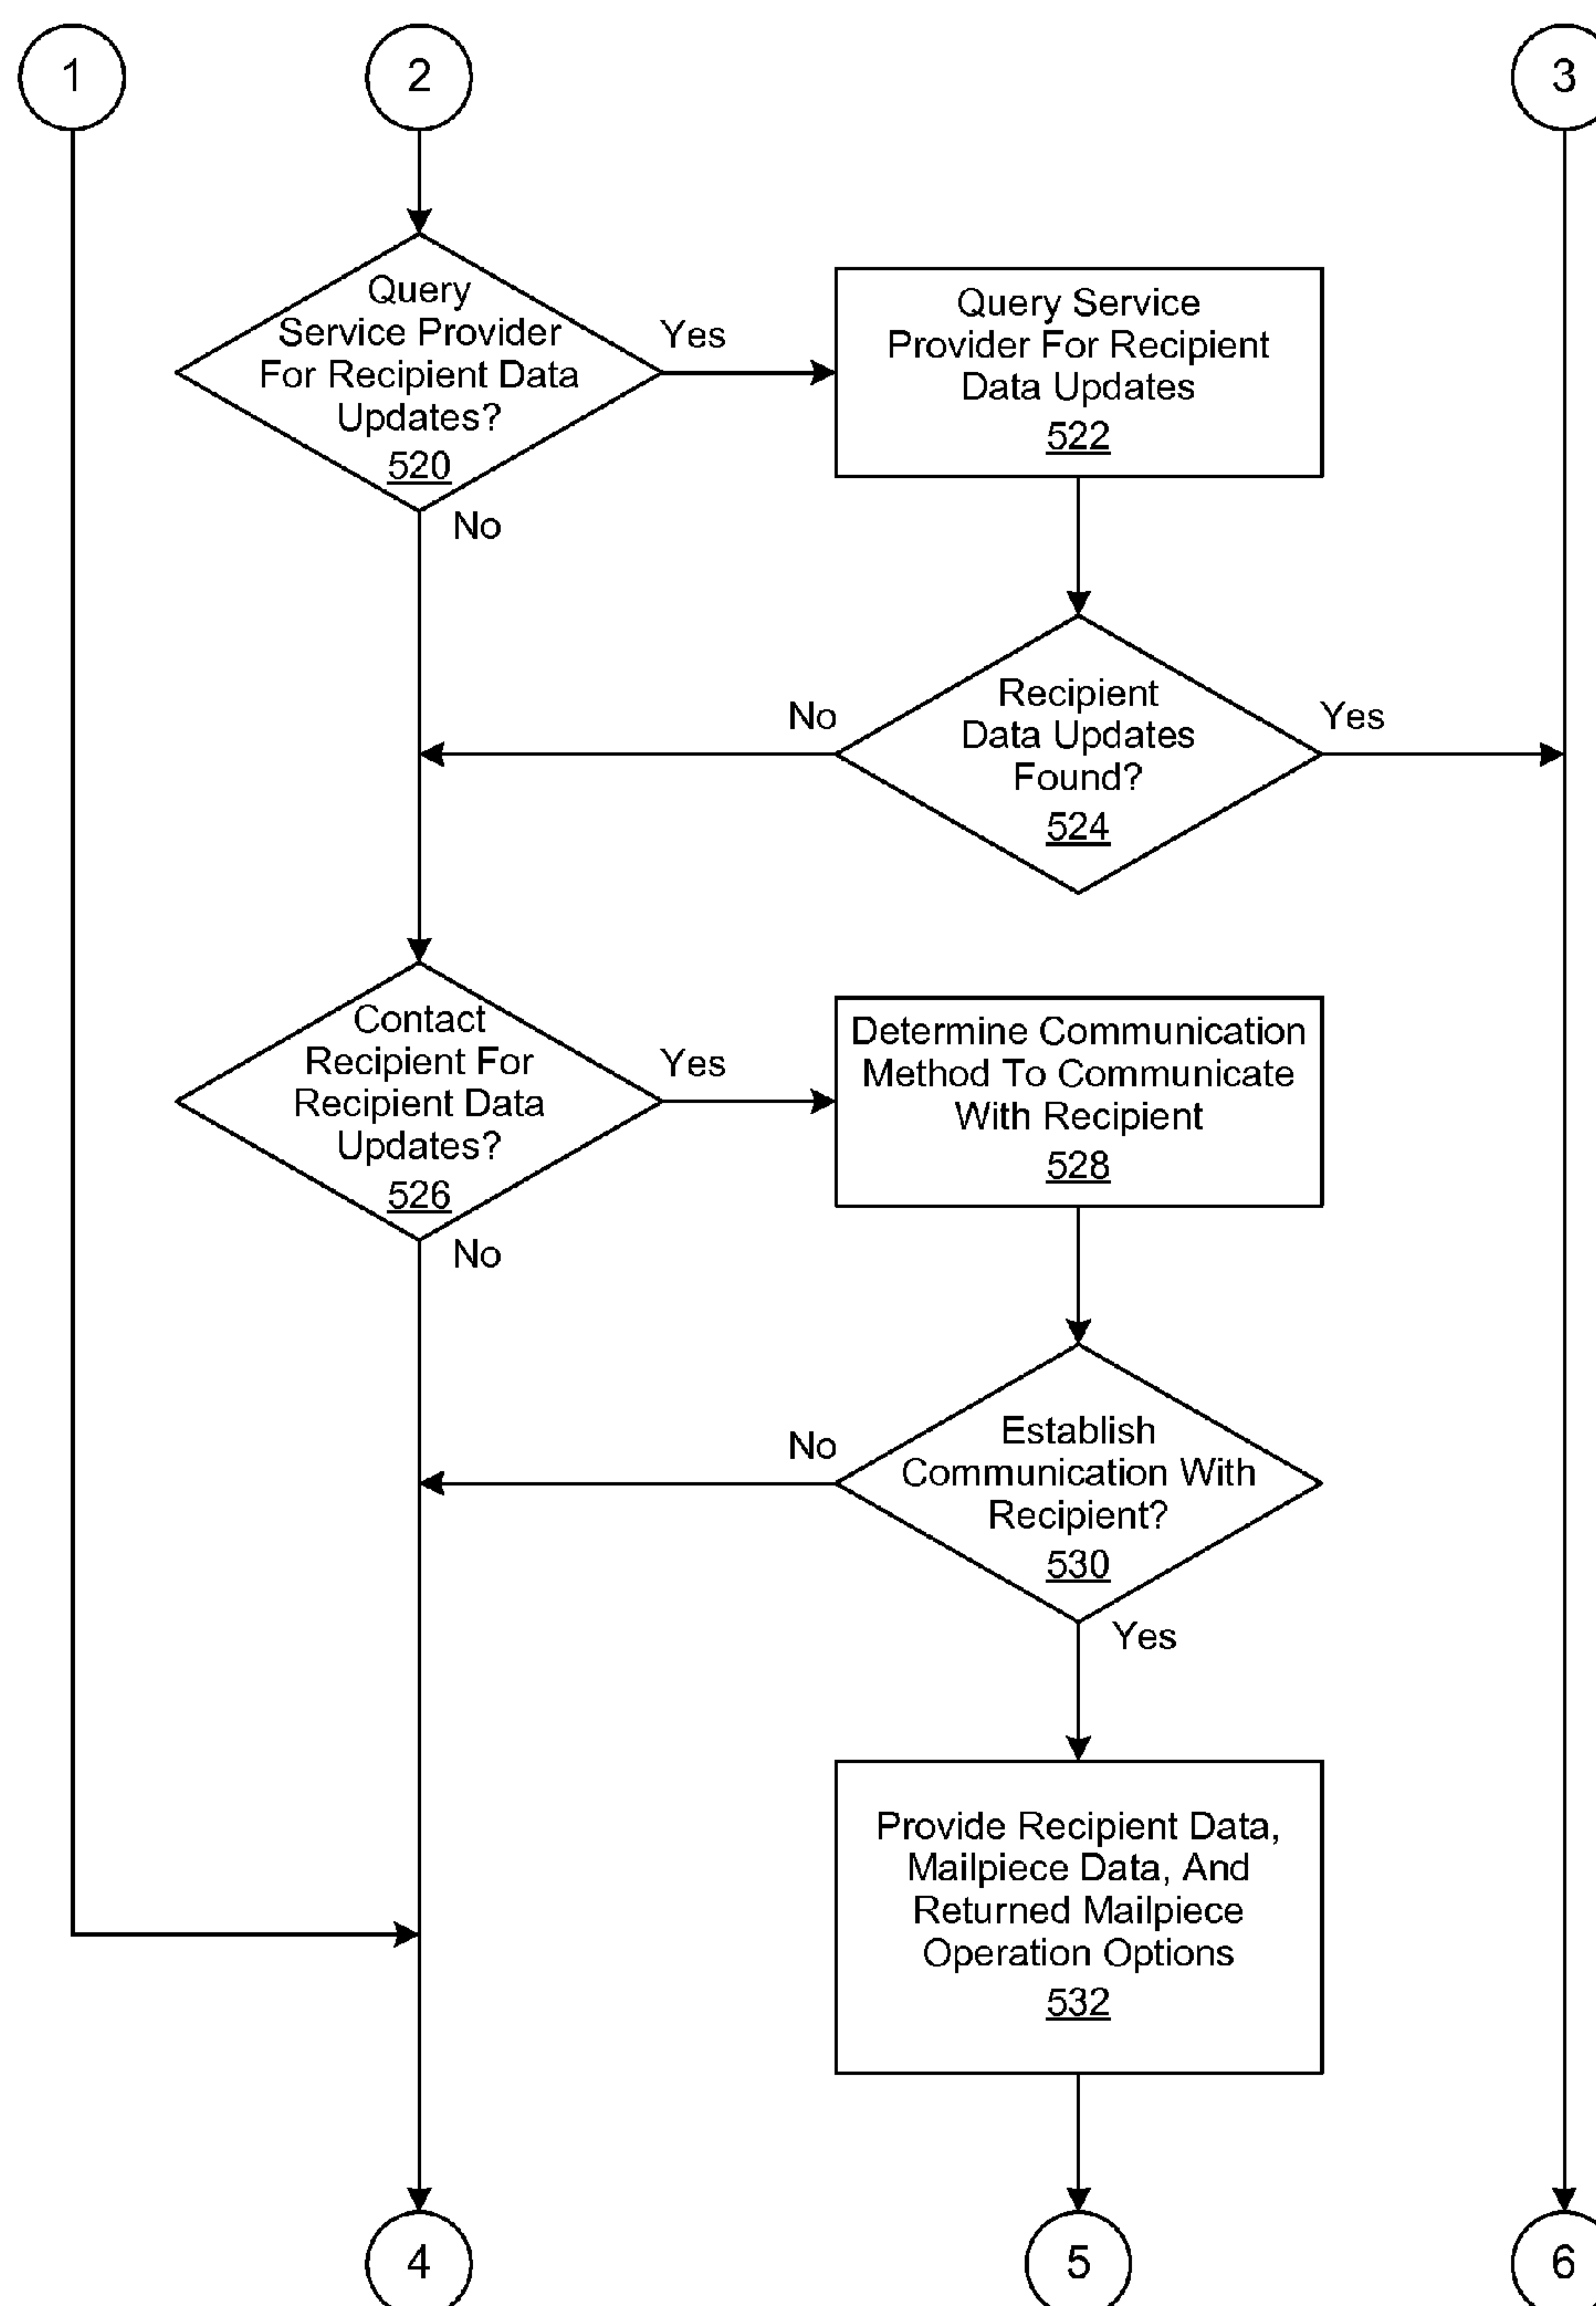 1
2
3
Query
Service Provider
For Recipient Data
Updates?
520
Yes
No
Query Service
Provider For Recipient
Data Updates
522
No
Recipient
Data Updates
Found?
524
Yes
Contact
Recipient For
Recipient Data
Updates?
526
Yes
No
Determine Communication
Method To Communicate
With Recipient
528
No
Establish
Communication With
Recipient?
530
Yes
Provide Recipient Data,
Mailpiece Data, And
Returned Mailpiece
Operation Options
532
4
5
6